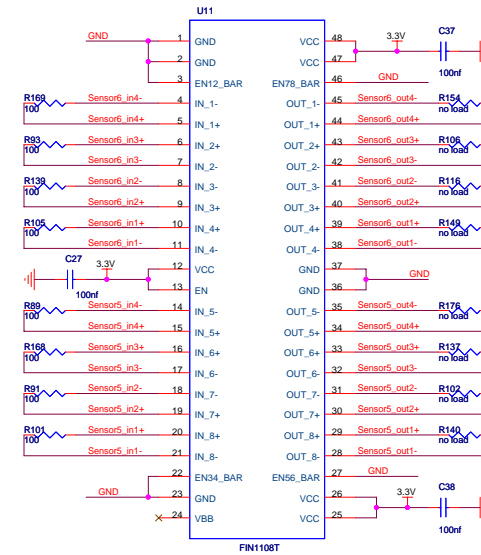 U11
GND 1 GND VCC 48 3.3V C37
2 GND VCC 47 100nf
3 EN12_BAR EN78_BAR 46 GND
R169 100 Sensor6_in4- 4 IN_1- OUT_1- 45 Sensor6_out4- R154 no load
Sensor6_in4+ 5 IN_1+ OUT_1+ 44 Sensor6_out4+
R93 100 Sensor6_in3+ 6 IN_2+ OUT_2+ 43 Sensor6_out3+ R106 no load
Sensor6_in3- 7 IN_2- OUT_2- 42 Sensor6_out3-
R139 100 Sensor6_in2- 8 IN_3- OUT_3- 41 Sensor6_out2- R116 no load
Sensor6_in2+ 9 IN_3+ OUT_3+ 40 Sensor6_out2+
R105 100 Sensor6_in1+ 10 IN_4+ OUT_4+ 39 Sensor6_out1+ R149 no load
Sensor6_in1- 11 IN_4- OUT_4- 38 Sensor6_out1-
C27 100nf 3.3V 12 VCC GND 37 GND
13 EN GND 36
R89 100 Sensor5_in4- 14 IN_5- OUT_5- 35 Sensor5_out4- R176 no load
Sensor5_in4+ 15 IN_5+ OUT_5+ 34 Sensor5_out4+
R168 100 Sensor5_in3+ 16 IN_6+ OUT_6+ 33 Sensor5_out3+ R137 no load
Sensor5_in3- 17 IN_6- OUT_6- 32 Sensor5_out3-
R91 100 Sensor5_in2- 18 IN_7- OUT_7- 31 Sensor5_out2- R102 no load
Sensor5_in2+ 19 IN_7+ OUT_7+ 30 Sensor5_out2+
R101 100 Sensor5_in1+ 20 IN_8+ OUT_8+ 29 Sensor5_out1+ R140 no load
Sensor5_in1- 21 IN_8- OUT_8- 28 Sensor5_out1-
22 EN34_BAR EN56_BAR 27 GND
GND 23 GND VCC 26 3.3V C38
24 VBB VCC 25 100nf
FIN1108T